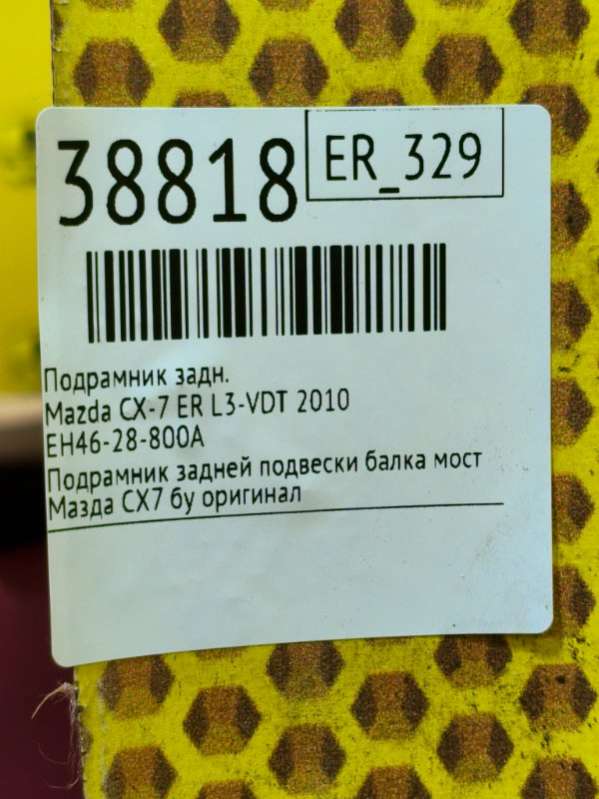 38818
ER_329
Подрамник задн.
Mazda CX-7 ER L3-VDT 2010
EH46-28-800A
Подрамник задней подвески балка мост
Мазда СХ7 бу оригинал